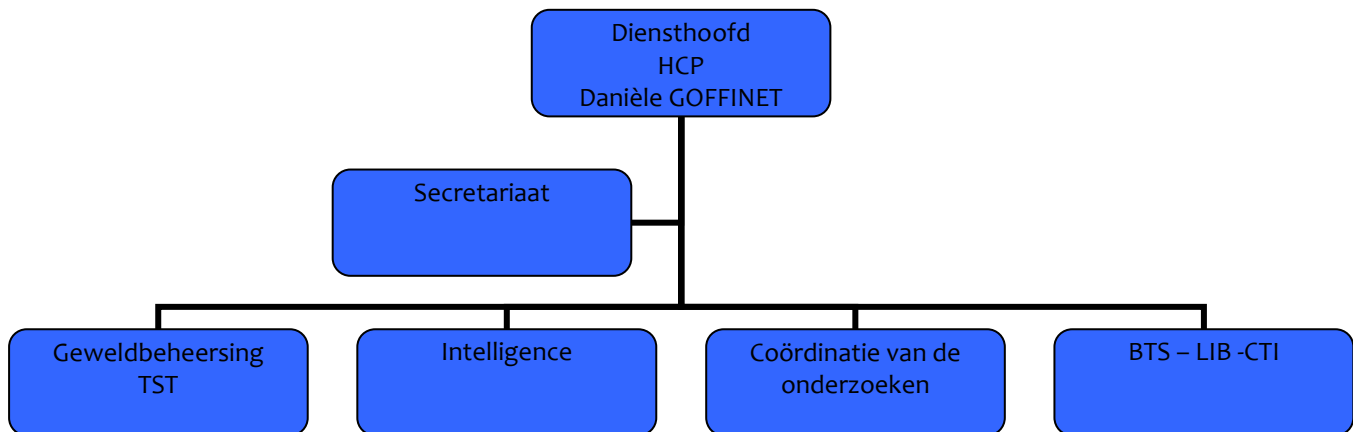 Diensthoofd
HCP
Danièle GOFFINET
Secretariaat
Geweldbeheersing
TST
Intelligence
Coördinatie van de
onderzoeken
BTS – LIB -CTI